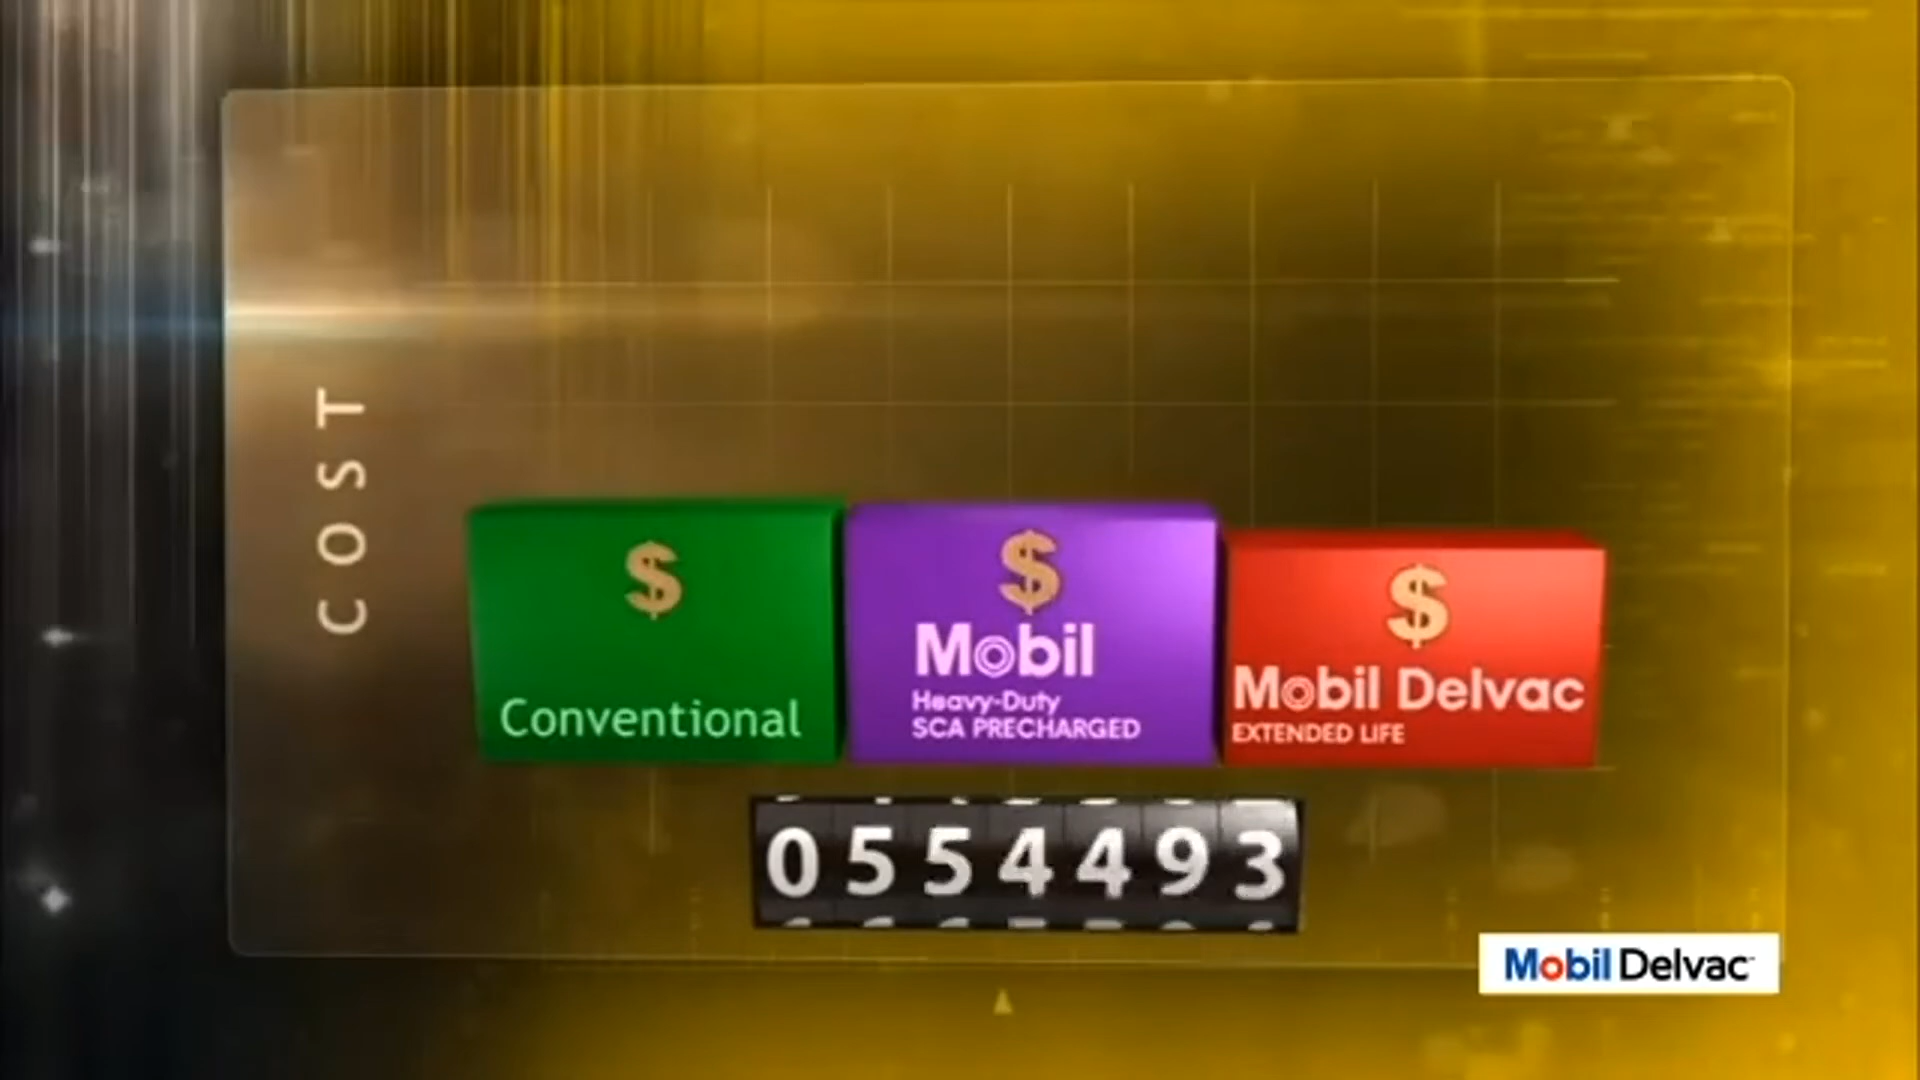 COST
$
Conventional
$
Mobil
Heavy-Duty
SCA PRECHARGED
$
Mobil Delvac
EXTENDED LIFE
0554493
Mobil Delvac